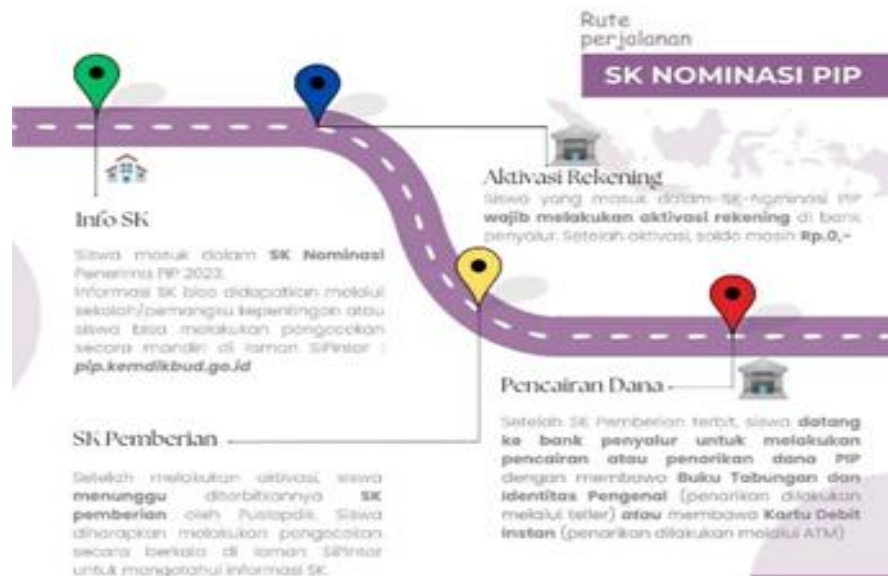 Rute
perjalanan
SK NOMINASI PIP
Info SK
Siswa masuk dalam SK Nominasi
Penerima PIP 2023.
Informasi SK bisa didapatkan melalui
sekolah/pemangku kepentingan atau
siswa bisa melakukan pengecekan
secara mandiri di laman SiPintar :
pip.kemdikbud.go.id
Aktivasi Rekening
Siswa yang masuk dalam SK Nominasi PIP
wajib melakukan aktivasi rekening di bank
penyalur. Setelah aktivasi, saldo masih Rp.0,-
SK Pemberian
Setelah melakukan aktivasi, siswa
menunggu diterbitkannya SK
pemberian oleh Puslapdik. Siswa
diharapkan melakukan pengecekan
secara berkala di laman SiPintar
untuk mengetahui informasi SK.
Pencairan Dana
Setelah SK Pemberian terbit, siswa datang
ke bank penyalur untuk melakukan
pencairan atau penarikan dana PIP
dengan membawa Buku Tabungan dan
Identitas Pengenal (penarikan dilakukan
melalui teller) atau membawa Kartu Debit
Instan (penarikan dilakukan melalui ATM)